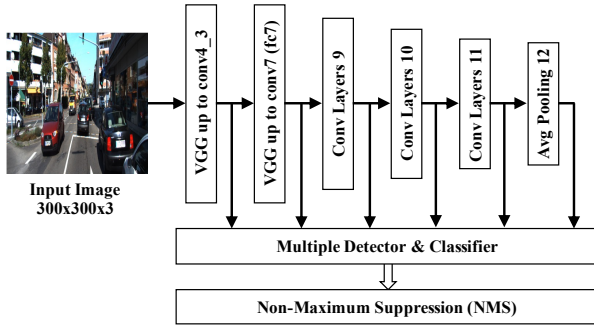 VGG up to conv4_3
VGG up to conv7 (fc7)
Conv Layers 9
Conv Layers 10
Conv Layers 11
Avg Pooling 12
Input Image
300x300x3
Multiple Detector & Classifier
Non-Maximum Suppression (NMS)